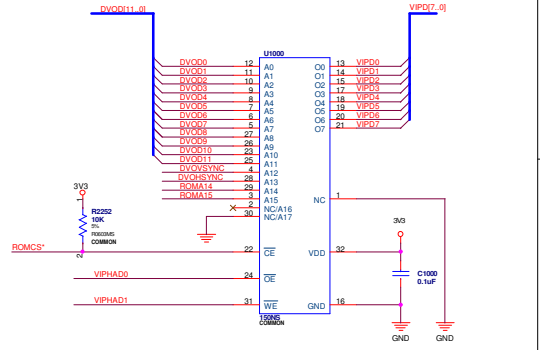 DVOD[11..0]
VIPD[7..0]
U1000
DVOD0 12 A0 O0 13 VIPD0
DVOD1 11 A1 O1 14 VIPD1
DVOD2 10 A2 O2 15 VIPD2
DVOD3 9 A3 O3 17 VIPD3
DVOD4 8 A4 O4 18 VIPD4
DVOD5 7 A5 O5 19 VIPD5
DVOD6 6 A6 O6 20 VIPD6
DVOD7 5 A7 O7 21 VIPD7
DVOD8 27 A8
DVOD9 26 A9
DVOD10 23 A10
DVOD11 25 A11
DVOVSYNC 4 A12
DVOHSYNC 28 A13
ROMA14 29 A14
ROMA15 3 A15 NC 1
2 NC/A16
30 NC/A17
3V3
1
R2252
10K
5%
R0603MS
COMMON
2
ROMCS* 22 CE
3V3
VDD 32
VIPHAD0 24 OE
C1000
0.1uF
VIPHAD1 31 WE GND 16
150NS
COMMON
GND GND